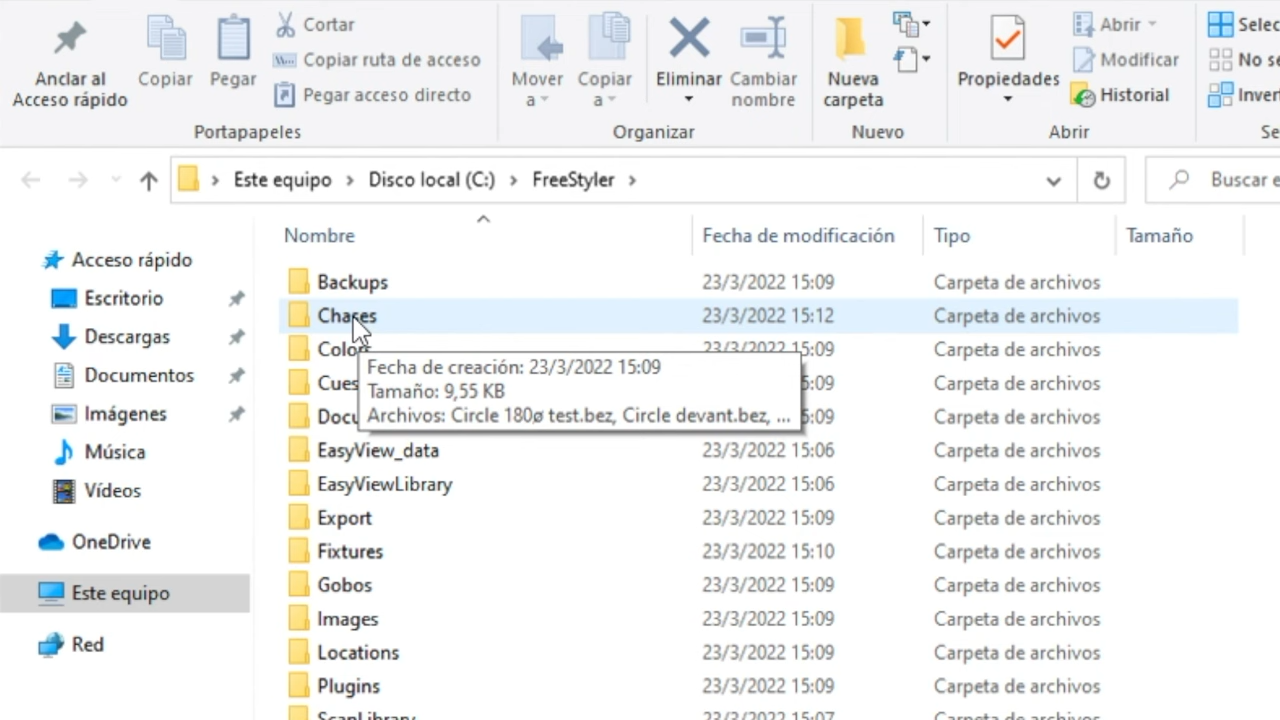 Anclar al
Acceso rápido
Copiar
Pegar
Cortar
Copiar ruta de acceso
Pegar acceso directo
Portapapeles
Mover
a
Copiar
a
Eliminar
Cambiar
nombre
Organizar
Nueva
carpeta
Nuevo
Propiedades
Abrir
Modificar
Historial
Abrir
Selec
No se
Invert
Se
Este equipo > Disco local (C:) > FreeStyler >
Buscar e
Nombre Fecha de modificación Tipo Tamaño
Acceso rápido
Escritorio
Descargas
Documentos
Imágenes
Música
Vídeos
OneDrive
Este equipo
Red
Backups 23/3/2022 15:09 Carpeta de archivos
Chases 23/3/2022 15:12 Carpeta de archivos
Color 23/3/2022 15:09 Carpeta de archivos
Cues 5:09 Carpeta de archivos
Docu 5:09 Carpeta de archivos
Fecha de creación: 23/3/2022 15:09
Tamaño: 9,55 KB
Archivos: Circle 180ø test.bez, Circle devant.bez, ...
EasyView_data 23/3/2022 15:06 Carpeta de archivos
EasyViewLibrary 23/3/2022 15:06 Carpeta de archivos
Export 23/3/2022 15:09 Carpeta de archivos
Fixtures 23/3/2022 15:10 Carpeta de archivos
Gobos 23/3/2022 15:09 Carpeta de archivos
Images 23/3/2022 15:09 Carpeta de archivos
Locations 23/3/2022 15:09 Carpeta de archivos
Plugins 23/3/2022 15:09 Carpeta de archivos
ScanLibrary 23/3/2022 15:07 Carpeta de archivos